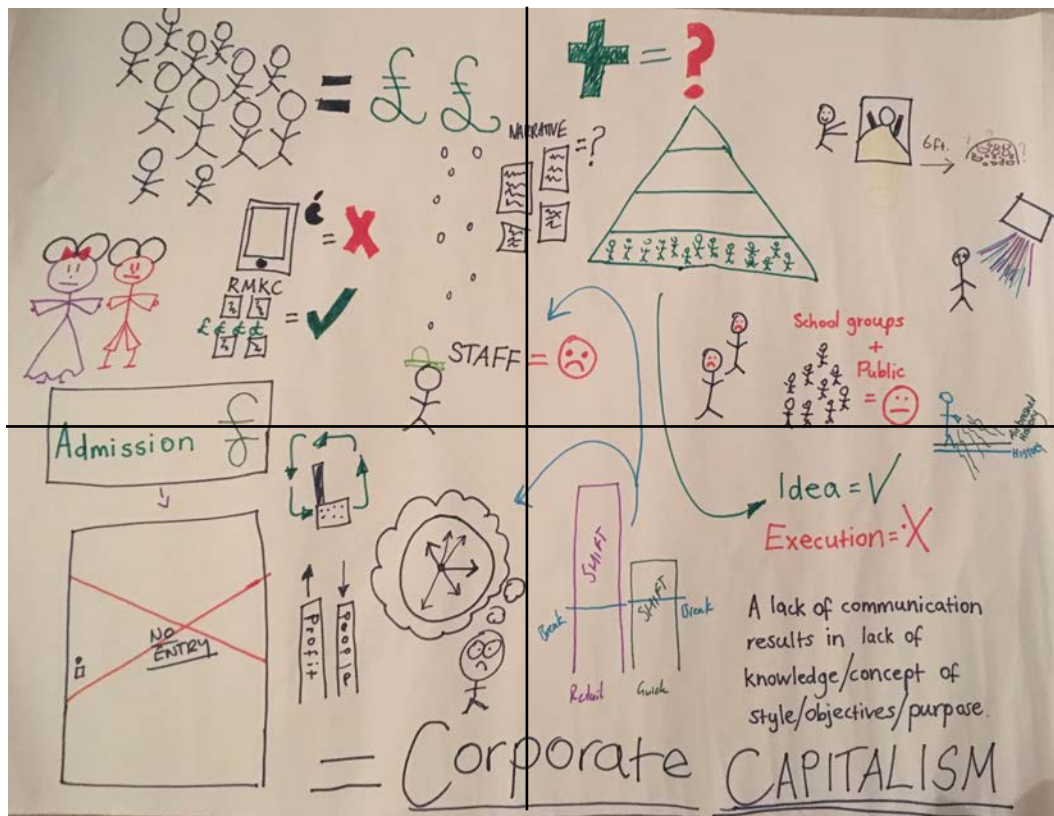 = £ £
+ = ?
NARRATIVE
= ?
6ft.
= X
RMKC
£ £ £ £
= ✓
STAFF =
School groups
+
Public
=
Admission £
History
Idea = ✓
Execution = X
NO
ENTRY
Profit
People
SHIFT
SHIFT
Break
Break
Retail
Guide
A lack of communication
results in lack of
knowledge/concept of
style/objectives/purpose.
= Corporate CAPITALISM